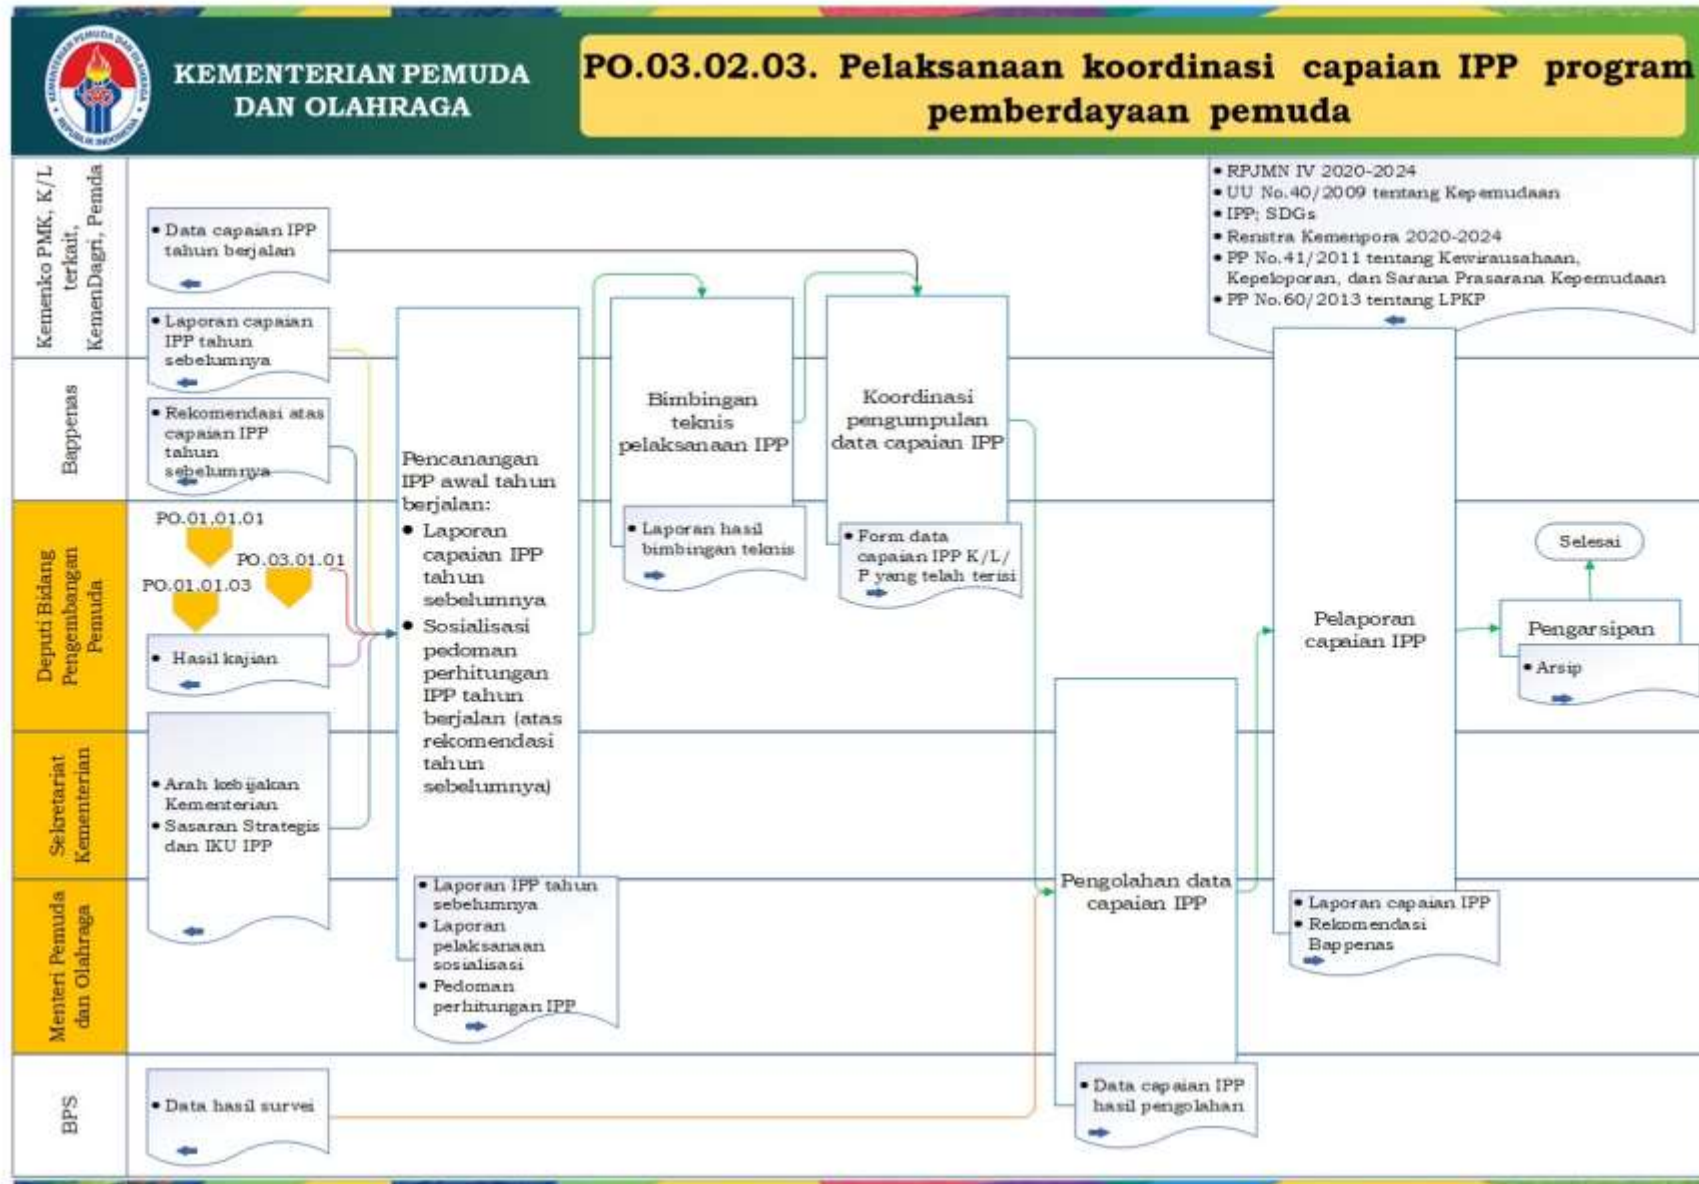 KEMENTERIAN PEMUDA DAN OLAHRAGA
REPUBLIK INDONESIA
KEMENTERIAN PEMUDA
DAN OLAHRAGA
PO.03.02.03. Pelaksanaan koordinasi capaian IPP program
pemberdayaan pemuda
Kemenko PMK, K/L
terkait,
KemenDagri, Pemda
• Data capaian IPP
tahun berjalan
• Laporan capaian
IPP tahun
sebelumnya
• RPJMN IV 2020-2024
• UU No.40/2009 tentang Kepemudaan
• IPP; SDGs
• Renstra Kemenpora 2020-2024
• PP No.41/2011 tentang Kewirausahaan,
Kepeloporan, dan Sarana Prasarana Kepemudaan
• PP No.60/2013 tentang LPKP
Bappenas
• Rekomendasi atas
capaian IPP
tahun
sebelumnya
Pencanangan
IPP awal tahun
berjalan:
• Laporan
capaian IPP
tahun
sebelumnya
• Sosialisasi
pedoman
perhitungan
IPP tahun
berjalan (atas
rekomendasi
tahun
sebelumnya)
Bimbingan
teknis
pelaksanaan IPP
Koordinasi
pengumpulan
data capaian IPP
Deputi Bidang
Pengembangan
Pemuda
PO.01.01.01
PO.03.01.01
PO.01.01.03
• Hasil kajian
• Laporan hasil
bimbingan teknis
• Form data
capaian IPP K/L/
P yang telah terisi
Pelaporan
capaian IPP
Selesai
Pengarsipan
• Arsip
Sekretariat
Kementerian
• Arah kebijakan
Kementerian
• Sasaran Strategis
dan IKU IPP
Menteri Pemuda
dan Olahraga
• Laporan IPP tahun
sebelumnya
• Laporan
pelaksanaan
sosialisasi
• Pedoman
perhitungan IPP
Pengolahan data
capaian IPP
• Laporan capaian IPP
• Rekomendasi
Bappenas
BPS
• Data hasil survei
• Data capaian IPP
hasil pengolahan